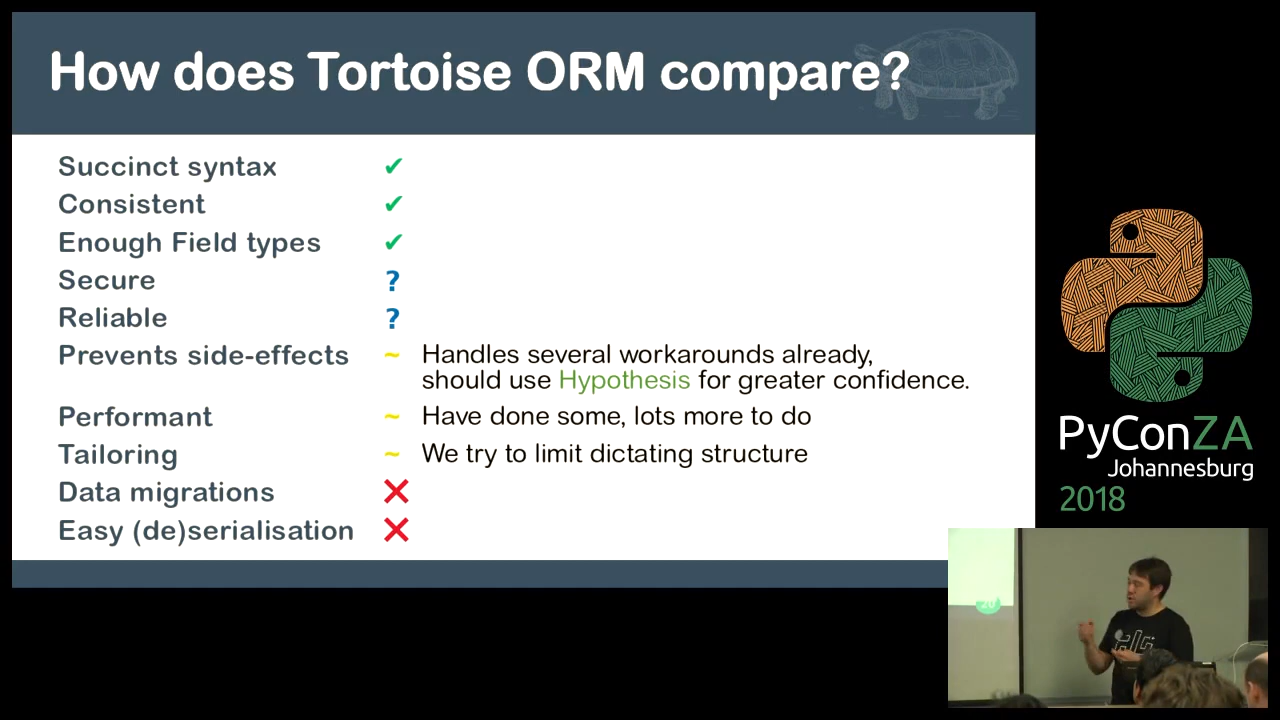 How does Tortoise ORM compare?
Succinct syntax ✔
Consistent ✔
Enough Field types ✔
Secure ?
Reliable ?
Prevents side-effects ~ Handles several workarounds already,
should use Hypothesis for greater confidence.
Performant ~ Have done some, lots more to do
Tailoring ~ We try to limit dictating structure
Data migrations ❌
Easy (de)serialisation ❌
PyConZA
Johannesburg
2018
20